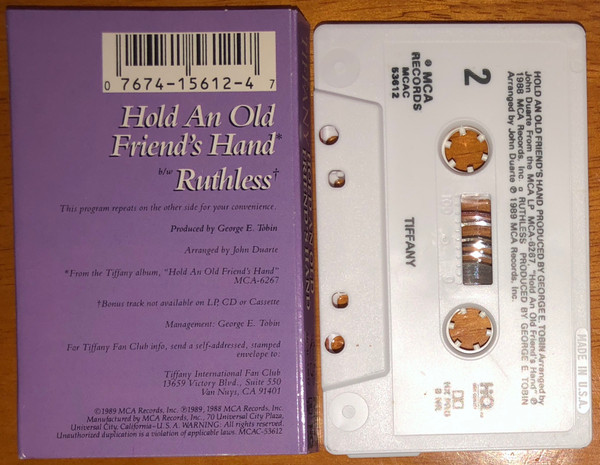 0 7674-15612-4 7
Hold An Old
Friend's Hand*
b/w Ruthless†
This program repeats on the other side for your convenience.
Produced by George E. Tobin
Arranged by John Duarte
*From the Tiffany album, "Hold An Old Friend's Hand"
MCA-6267
†Bonus track not available on LP, CD or Cassette
Management: George E. Tobin
For Tiffany Fan Club info, send a self-addressed, stamped
envelope to:
Tiffany International Fan Club
13659 Victory Blvd., Suite 550
Van Nuys, CA 91401
©1989 MCA Records, Inc. ℗1989, 1988 MCA Records, Inc.
Manufactured by MCA Records, Inc., 70 Universal City Plaza,
Universal City, California–U.S.A. WARNING. All rights reserved.
Unauthorized duplication is a violation of applicable laws. MCAC-53612
HOLD AN OLD FRIEND'S HAND PRODUCED BY GEORGE E. TOBIN Arranged by
John Duarte From the MCA LP MCA-6267 "Hold An Old Friend's Hand" ℗
1988 MCA Records, Inc. □ RUTHLESS PRODUCED BY GEORGE E. TOBIN
Arranged by John Duarte ℗ 1989 MCA Records, Inc.
2
MCA
RECORDS
MCAC
53612
TIFFANY
HQ
MADE IN U.S.A.